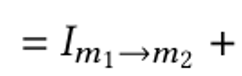 = I_{m_1→m_2} +